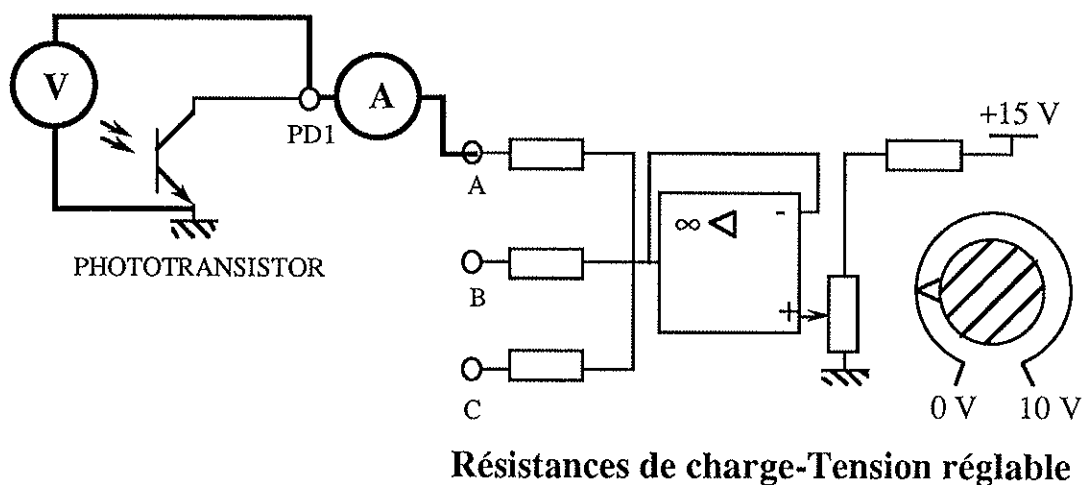 V
A
PD1
+15 V
A
∞
-
PHOTOTRANSISTOR
B
+
C
0 V
10 V
Résistances de charge-Tension réglable